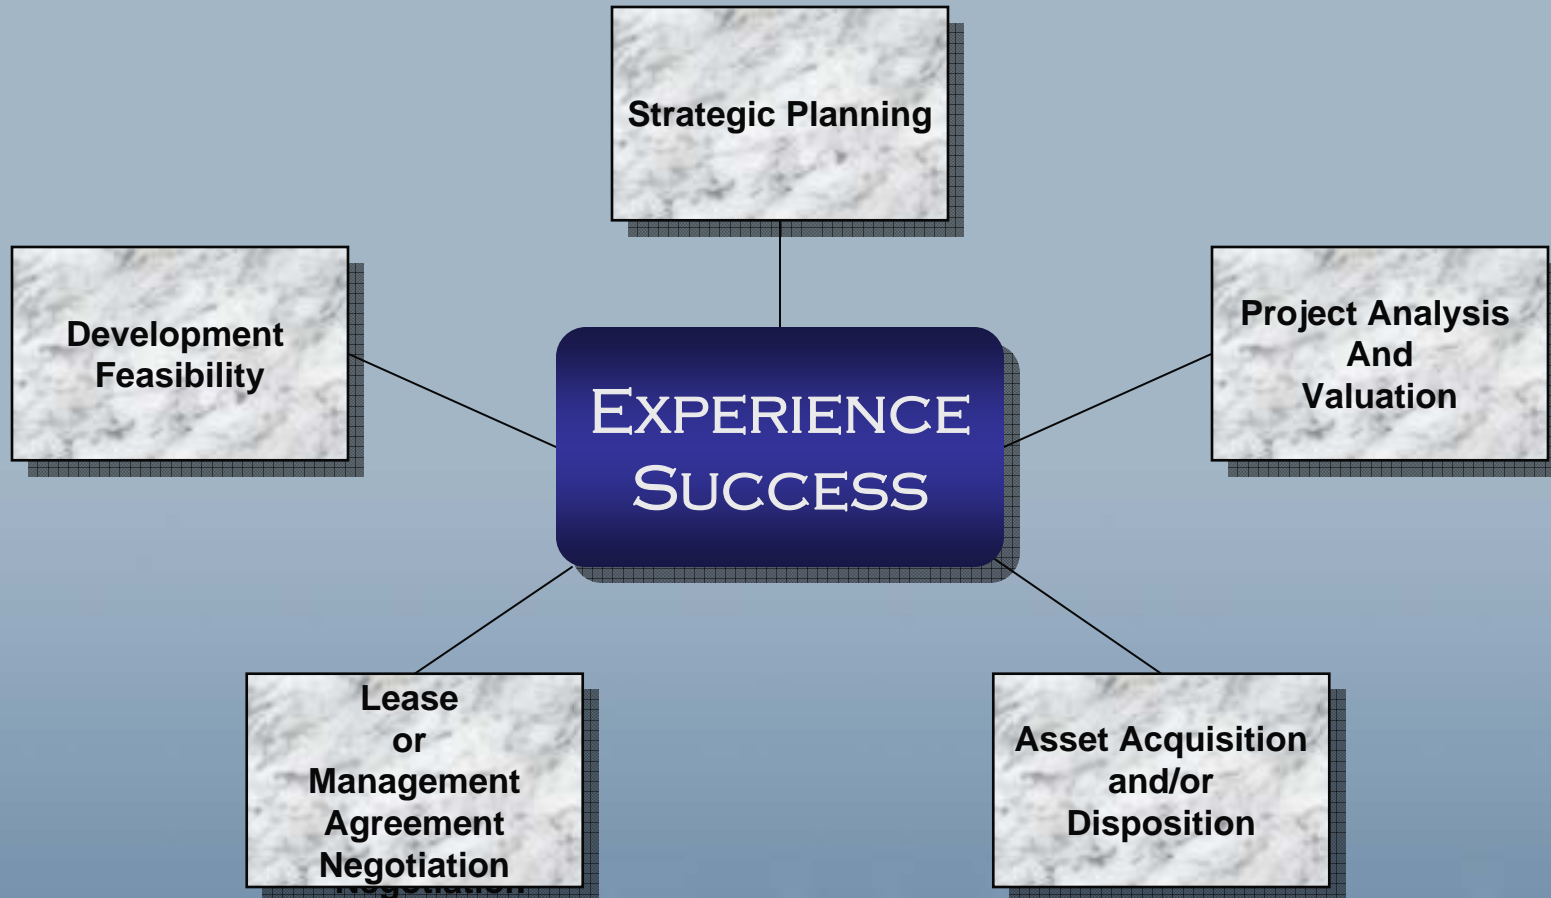 Strategic Planning
Development
Feasibility
Project Analysis
And
Valuation
EXPERIENCE
SUCCESS
Lease
or
Management
Agreement
Negotiation
Asset Acquisition
and/or
Disposition